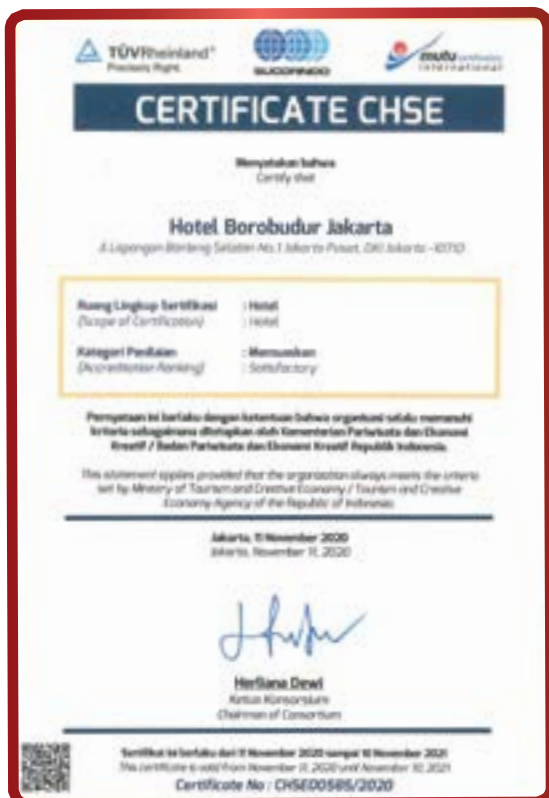 TÜVRheinland®
Precisely Right.
SUCOFINDO
mutu certification
international
CERTIFICATE CHSE
Menyatakan bahwa
Certify that
Hotel Borobudur Jakarta
Jl. Lapangan Banteng Selatan No. 1 Jakarta Pusat, DKI Jakarta - 10710
Ruang Lingkup Sertifikasi : Hotel
(Scope of Certification) : Hotel
Kategori Penilaian : Memuaskan
(Accreditation Ranking) : Satisfactory
Pernyataan ini berlaku dengan ketentuan bahwa organisasi selalu memenuhi
kriteria sebagaimana ditetapkan oleh Kementerian Pariwisata dan Ekonomi
Kreatif / Badan Pariwisata dan Ekonomi Kreatif Republik Indonesia.
This statement applies provided that the organization always meets the criteria
set by Ministry of Tourism and Creative Economy / Tourism and Creative
Economy Agency of the Republic of Indonesia.
Jakarta, 11 November 2020
Jakarta, November 11, 2020
Herliana Dewi
Ketua Konsorsium
Chairman of Consortium
Sertifikat ini berlaku dari 11 November 2020 sampai 10 November 2021
This certificate is valid from November 11, 2020 until November 10, 2021
Certificate No : CHSE00585/2020